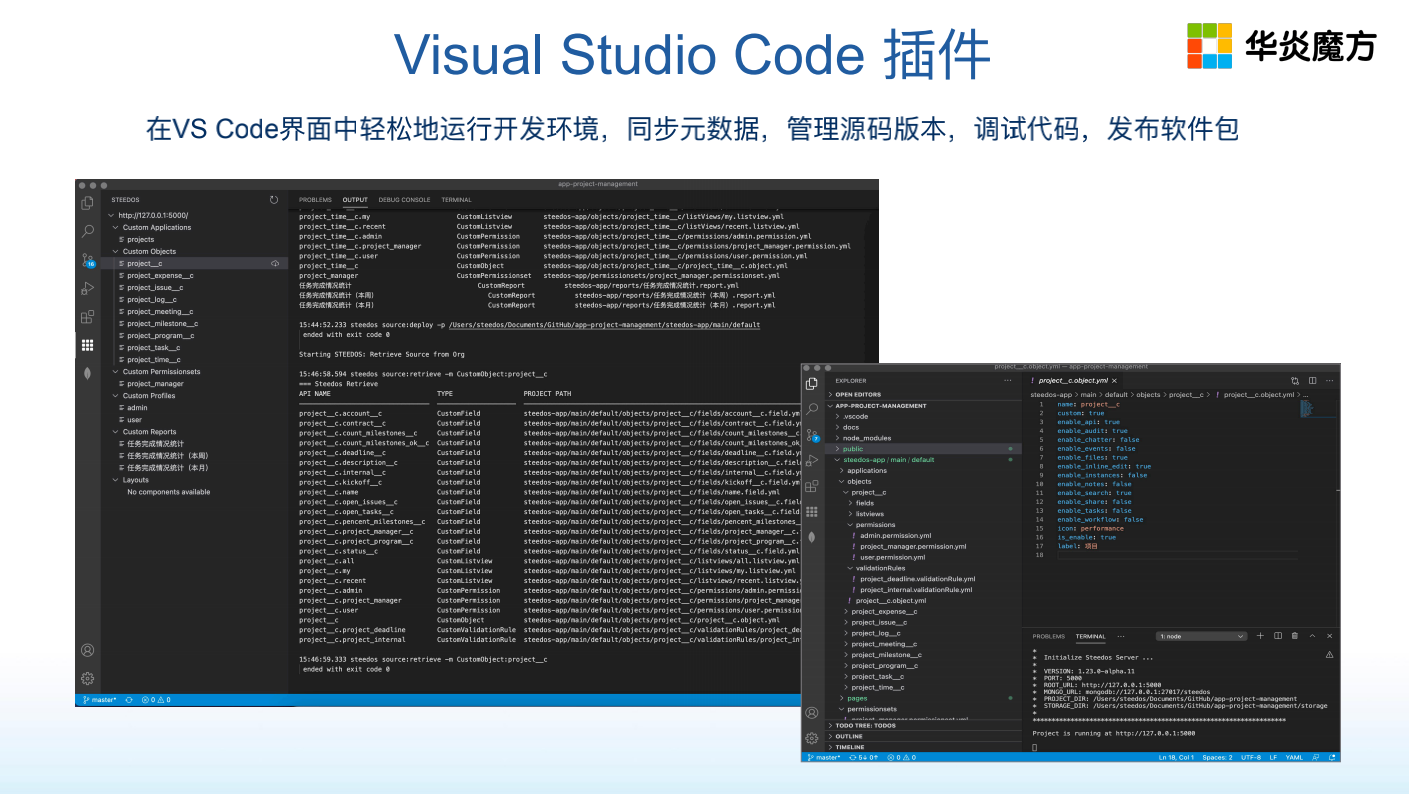 Visual Studio Code 插件
华炎魔方
在VS Code界面中轻松地运行开发环境，同步元数据，管理源码版本，调试代码，发布软件包
app-project-management
STEEDOS
http://127.0.0.1:5000/
Custom Applications
projects
Custom Objects
project__c
project_expense__c
project_issue__c
project_log__c
project_meeting__c
project_milestone__c
project_program__c
project_task__c
project_time__c
Custom Permissionsets
project_manager
Custom Profiles
admin
user
Custom Reports
任务完成情况统计
任务完成情况统计（本周）
任务完成情况统计（本月）
Layouts
No components available
16
master* 0 0
PROBLEMS OUTPUT DEBUG CONSOLE TERMINAL
project_time__c.my CustomListview steedos-app/objects/project_time__c/listViews/my.listview.yml
project_time__c.recent CustomListview steedos-app/objects/project_time__c/listViews/recent.listview.yml
project_time__c.admin CustomPermission steedos-app/objects/project_time__c/permissions/admin.permission.yml
project_time__c.project_manager CustomPermission steedos-app/objects/project_time__c/permissions/project_manager.permission.yml
project_time__c.user CustomPermission steedos-app/objects/project_time__c/permissions/user.permission.yml
project_time__c CustomObject steedos-app/objects/project_time__c/project_time__c.object.yml
project_manager CustomPermissionset steedos-app/permissionsets/project_manager.permissionset.yml
任务完成情况统计 CustomReport steedos-app/reports/任务完成情况统计.report.yml
任务完成情况统计（本周） CustomReport steedos-app/reports/任务完成情况统计（本周）.report.yml
任务完成情况统计（本月） CustomReport steedos-app/reports/任务完成情况统计（本月）.report.yml
15:44:52.233 steedos source:deploy -p /Users/steedos/Documents/GitHub/app-project-management/steedos-app/main/default
ended with exit code 0
Starting STEEDOS: Retrieve Source from Org
15:46:58.594 steedos source:retrieve -m CustomObject:project__c
=== Steedos Retrieve
API NAME TYPE PROJECT PATH
project__c.account__c CustomField steedos-app/main/default/objects/project__c/fields/account__c.field.ym
project__c.contract__c CustomField steedos-app/main/default/objects/project__c/fields/contract__c.field.y
project__c.count_milestones__c CustomField steedos-app/main/default/objects/project__c/fields/count_milestones__c
project__c.count_milestones_ok__c CustomField steedos-app/main/default/objects/project__c/fields/count_milestones_ok
project__c.deadline__c CustomField steedos-app/main/default/objects/project__c/fields/deadline__c.field.y
project__c.description__c CustomField steedos-app/main/default/objects/project__c/fields/description__c.fiel
project__c.internal__c CustomField steedos-app/main/default/objects/project__c/fields/internal__c.field.y
project__c.kickoff__c CustomField steedos-app/main/default/objects/project__c/fields/kickoff__c.field.ym
project__c.name CustomField steedos-app/main/default/objects/project__c/fields/name.field.yml
project__c.open_issues__c CustomField steedos-app/main/default/objects/project__c/fields/open_issues__c.fiel
project__c.open_tasks__c CustomField steedos-app/main/default/objects/project__c/fields/open_tasks__c.field
project__c.pencent_milestones__c CustomField steedos-app/main/default/objects/project__c/fields/pencent_milestones_
project__c.project_manager__c CustomField steedos-app/main/default/objects/project__c/fields/project_manager__c.
project__c.project_program__c CustomField steedos-app/main/default/objects/project__c/fields/project_program__c.
project__c.status__c CustomField steedos-app/main/default/objects/project__c/fields/status__c.field.yml
project__c.all CustomListview steedos-app/main/default/objects/project__c/listviews/all.listview.yml
project__c.my CustomListview steedos-app/main/default/objects/project__c/listviews/my.listview.yml
project__c.recent CustomListview steedos-app/main/default/objects/project__c/listviews/recent.listview.
project__c.admin CustomPermission steedos-app/main/default/objects/project__c/permissions/admin.permissi
project__c.project_manager CustomPermission steedos-app/main/default/objects/project__c/permissions/project_manage
project__c.user CustomPermission steedos-app/main/default/objects/project__c/permissions/user.permissio
project__c CustomObject steedos-app/main/default/objects/project__c/project__c.object.yml
project__c.project_deadline CustomValidationRule steedos-app/main/default/objects/project__c/validationRules/project_de
project__c.project_internal CustomValidationRule steedos-app/main/default/objects/project__c/validationRules/project_in
15:46:59.333 steedos source:retrieve -m CustomObject:project__c
ended with exit code 0
project__c.object.yml — app-project-management
EXPLORER
OPEN EDITORS
APP-PROJECT-MANAGEMENT
.vscode
docs
node_modules
public
steedos-app / main / default
applications
objects
project__c
fields
listviews
permissions
! admin.permission.yml
! project_manager.permission.yml
! user.permission.yml
validationRules
! project_deadline.validationRule.yml
! project_internal.validationRule.yml
! project__c.object.yml
project_expense__c
project_issue__c
project_log__c
project_meeting__c
project_milestone__c
project_program__c
project_task__c
project_time__c
pages
permissionsets
TODO TREE: TODOS
OUTLINE
TIMELINE
7
! project__c.object.yml ×
steedos-app > main > default > objects > project__c > ! project__c.object.yml > ...
1 name: project__c
2 custom: true
3 enable_api: true
4 enable_audit: true
5 enable_chatter: false
6 enable_events: false
7 enable_files: true
8 enable_inline_edit: true
9 enable_instances: false
10 enable_notes: false
11 enable_search: true
12 enable_share: false
13 enable_tasks: false
14 enable_workflow: false
15 icon: performance
16 is_enable: true
17 label: 项目
18
PROBLEMS TERMINAL ··· 1: node
*
* Initialize Steedos Server ...
*
* VERSION: 1.23.0-alpha.11
* PORT: 5000
* ROOT_URL: http://127.0.0.1:5000
* MONGO_URL: mongodb://127.0.0.1:27017/steedos
* PROJECT_DIR: /Users/steedos/Documents/GitHub/app-project-management
* STORAGE_DIR: /Users/steedos/Documents/GitHub/app-project-management/storage
*
Project is running at http://127.0.0.1:5000
master* 5↓ 0↑ 0 0 Ln 18, Col 1 Spaces: 2 UTF-8 LF YAML